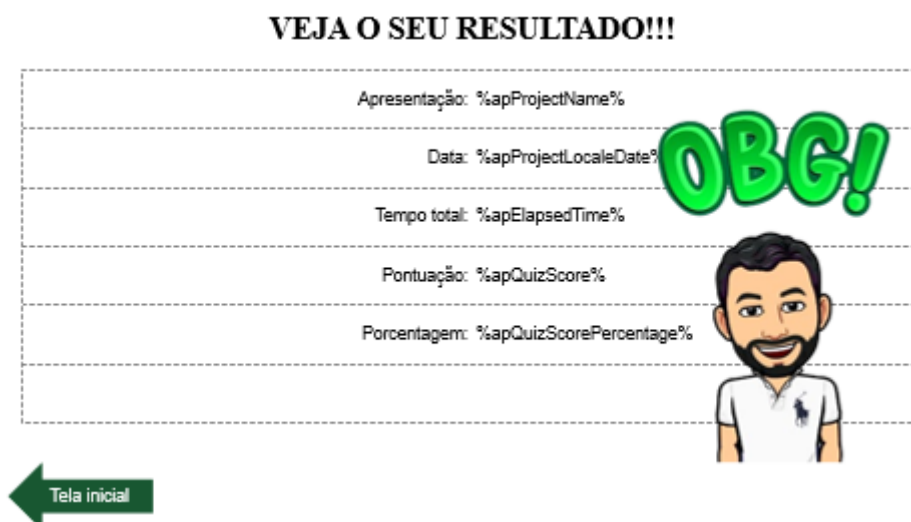 VEJA O SEU RESULTADO!!!
Apresentação: %apProjectName%
Data: %apProjectLocaleDate%
OBG!
Tempo total: %apElapsedTime%
Pontuação: %apQuizScore%
Porcentagem: %apQuizScorePercentage%
Tela inicial